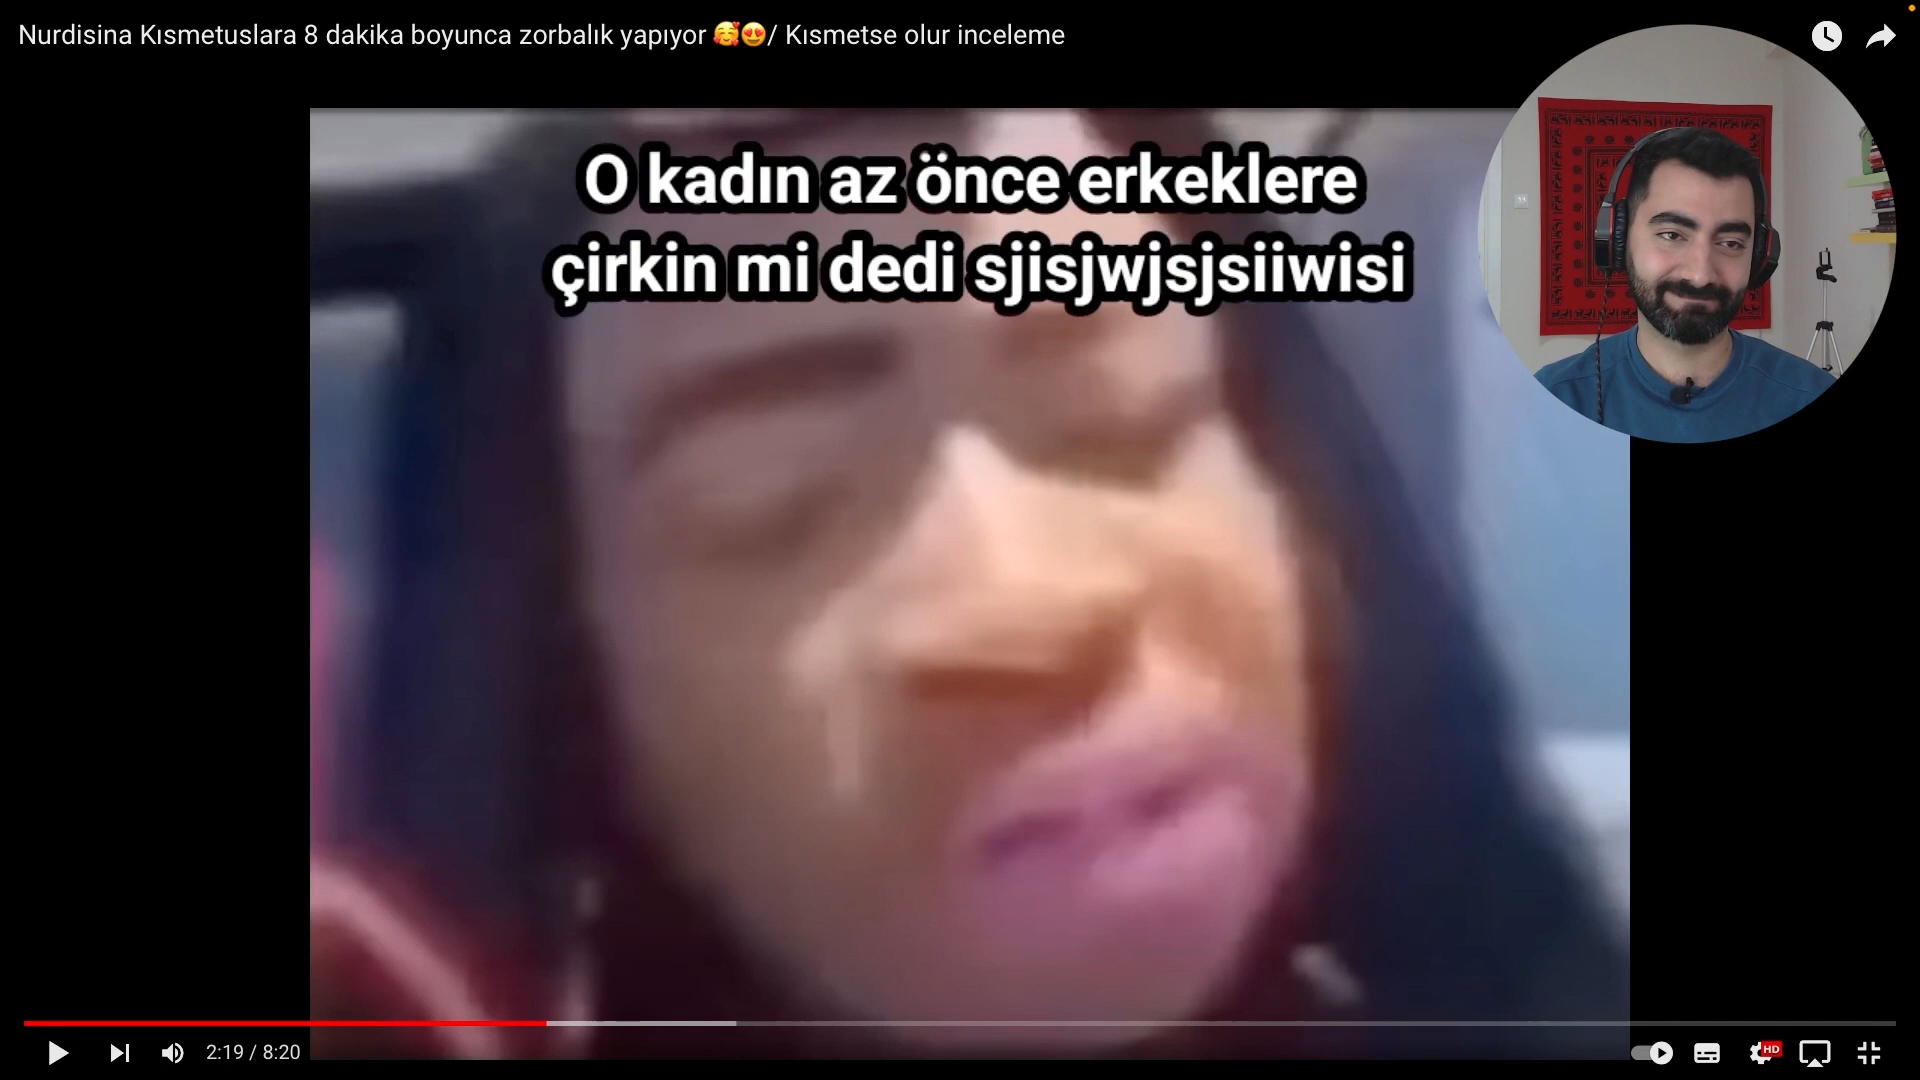 Nurdisina Kısmetuslara 8 dakika boyunca zorbalık yapıyor 🥰😍/ Kısmetse olur inceleme
O kadın az önce erkeklere
çirkin mi dedi sjisjwjsjsiiwisi
2:19 / 8:20
HD